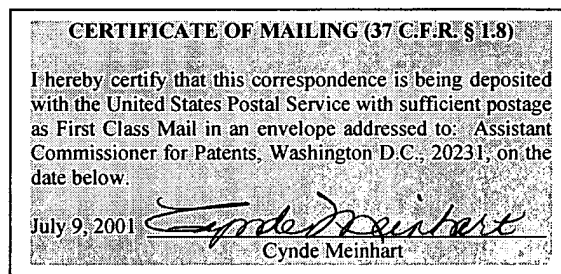 CERTIFICATE OF MAILING (37 C.F.R. § 1.8)
I hereby certify that this correspondence is being deposited
with the United States Postal Service with sufficient postage
as First Class Mail in an envelope addressed to: Assistant
Commissioner for Patents, Washington D.C., 20231, on the
date below.
July 9, 2001 Cynde Meinhart
Cynde Meinhart